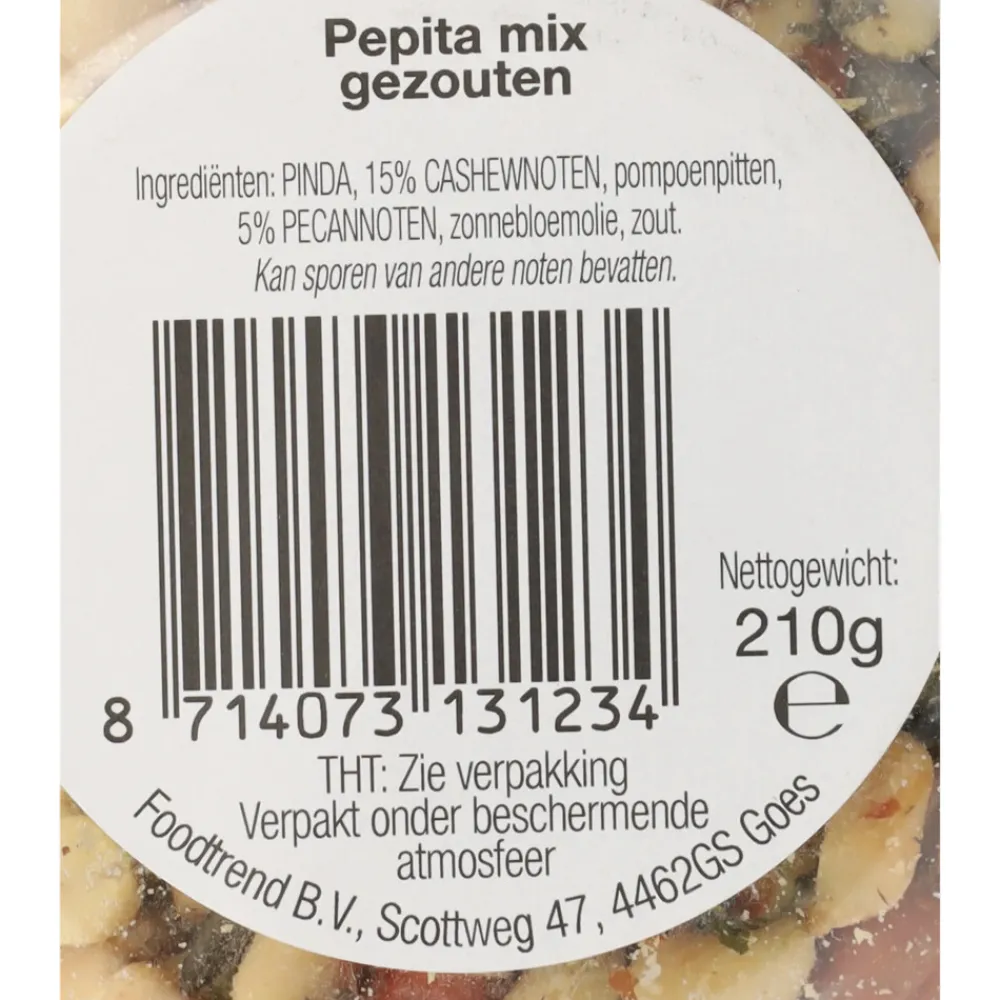 Pepita mix
gezouten
Ingrediënten: PINDA, 15% CASHEWNOTEN, pompoenpitten,
5% PECANNOTEN, zonnebloemolie, zout.
Kan sporen van andere noten bevatten.
8 714073 131234
Nettogewicht:
210g
℮
THT: Zie verpakking
Verpakt onder beschermende
atmosfeer
Foodtrend B.V., Scottweg 47, 4462GS Goes